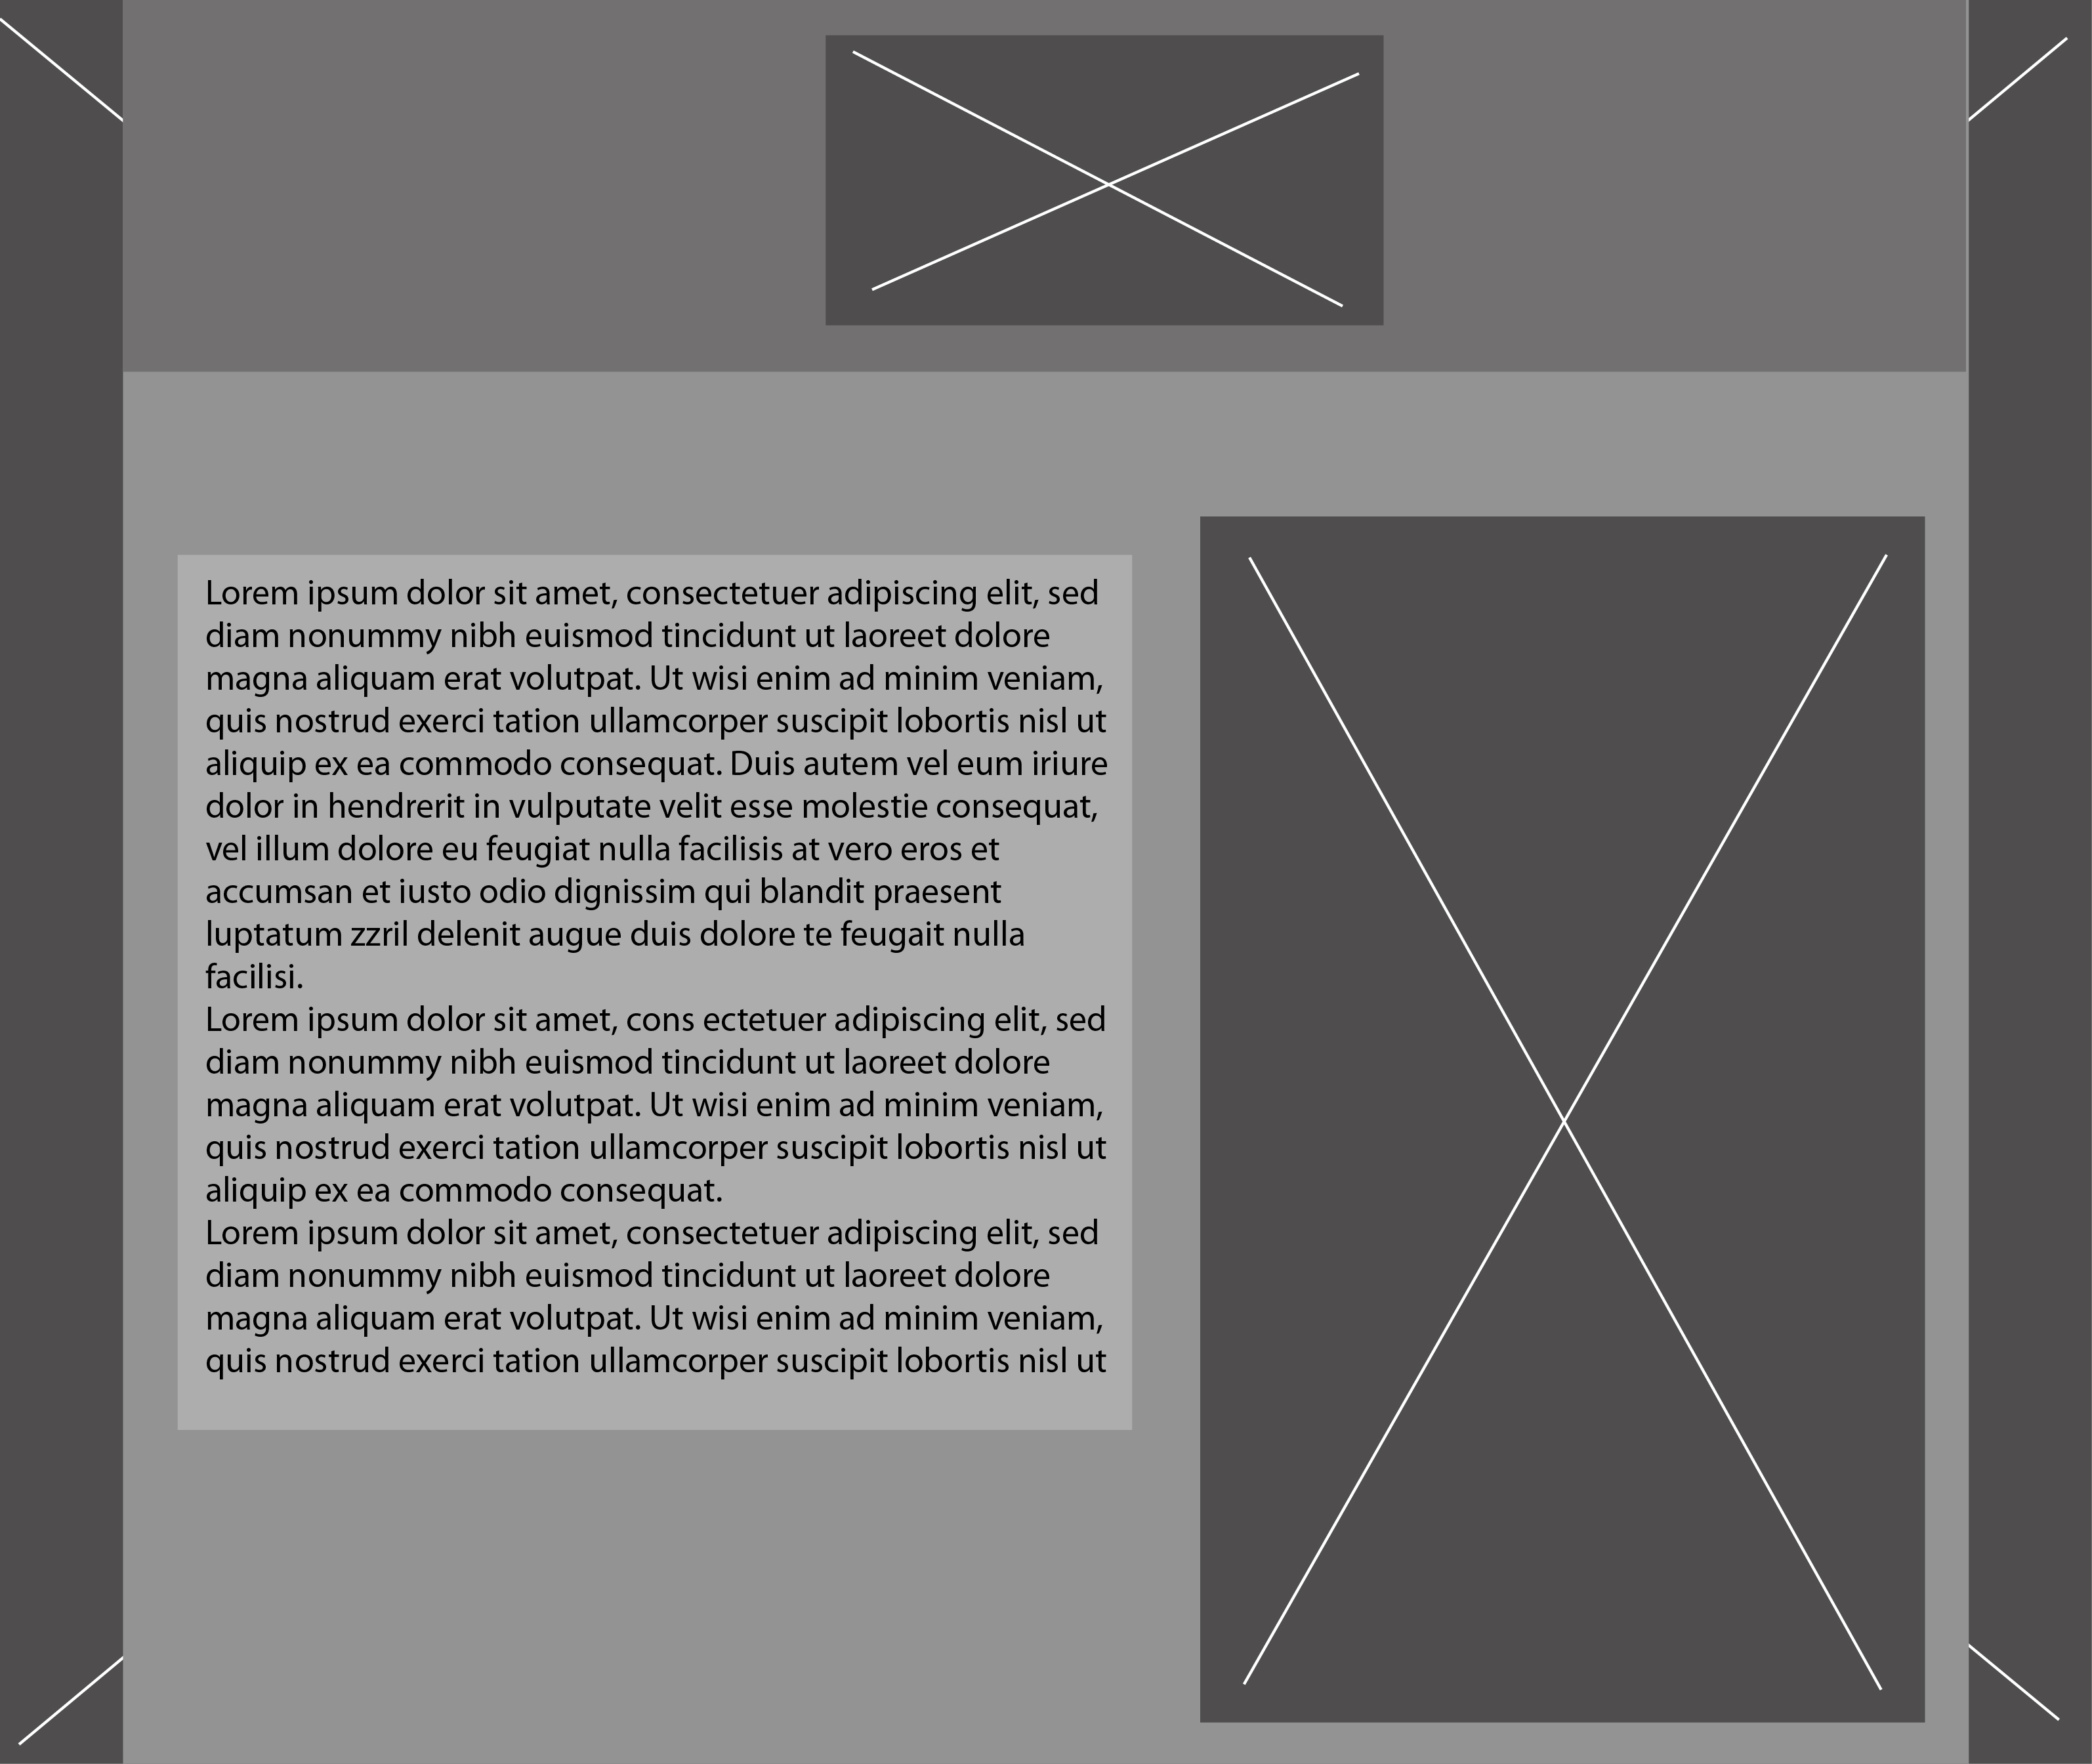 Lorem ipsum dolor sit amet, consectetuer adipiscing elit, sed
diam nonummy nibh euismod tincidunt ut laoreet dolore
magna aliquam erat volutpat. Ut wisi enim ad minim veniam,
quis nostrud exerci tation ullamcorper suscipit lobortis nisl ut
aliquip ex ea commodo consequat. Duis autem vel eum iriure
dolor in hendrerit in vulputate velit esse molestie consequat,
vel illum dolore eu feugiat nulla facilisis at vero eros et
accumsan et iusto odio dignissim qui blandit praesent
luptatum zzril delenit augue duis dolore te feugait nulla
facilisi.
Lorem ipsum dolor sit amet, cons ectetuer adipiscing elit, sed
diam nonummy nibh euismod tincidunt ut laoreet dolore
magna aliquam erat volutpat. Ut wisi enim ad minim veniam,
quis nostrud exerci tation ullamcorper suscipit lobortis nisl ut
aliquip ex ea commodo consequat.
Lorem ipsum dolor sit amet, consectetuer adipiscing elit, sed
diam nonummy nibh euismod tincidunt ut laoreet dolore
magna aliquam erat volutpat. Ut wisi enim ad minim veniam,
quis nostrud exerci tation ullamcorper suscipit lobortis nisl ut